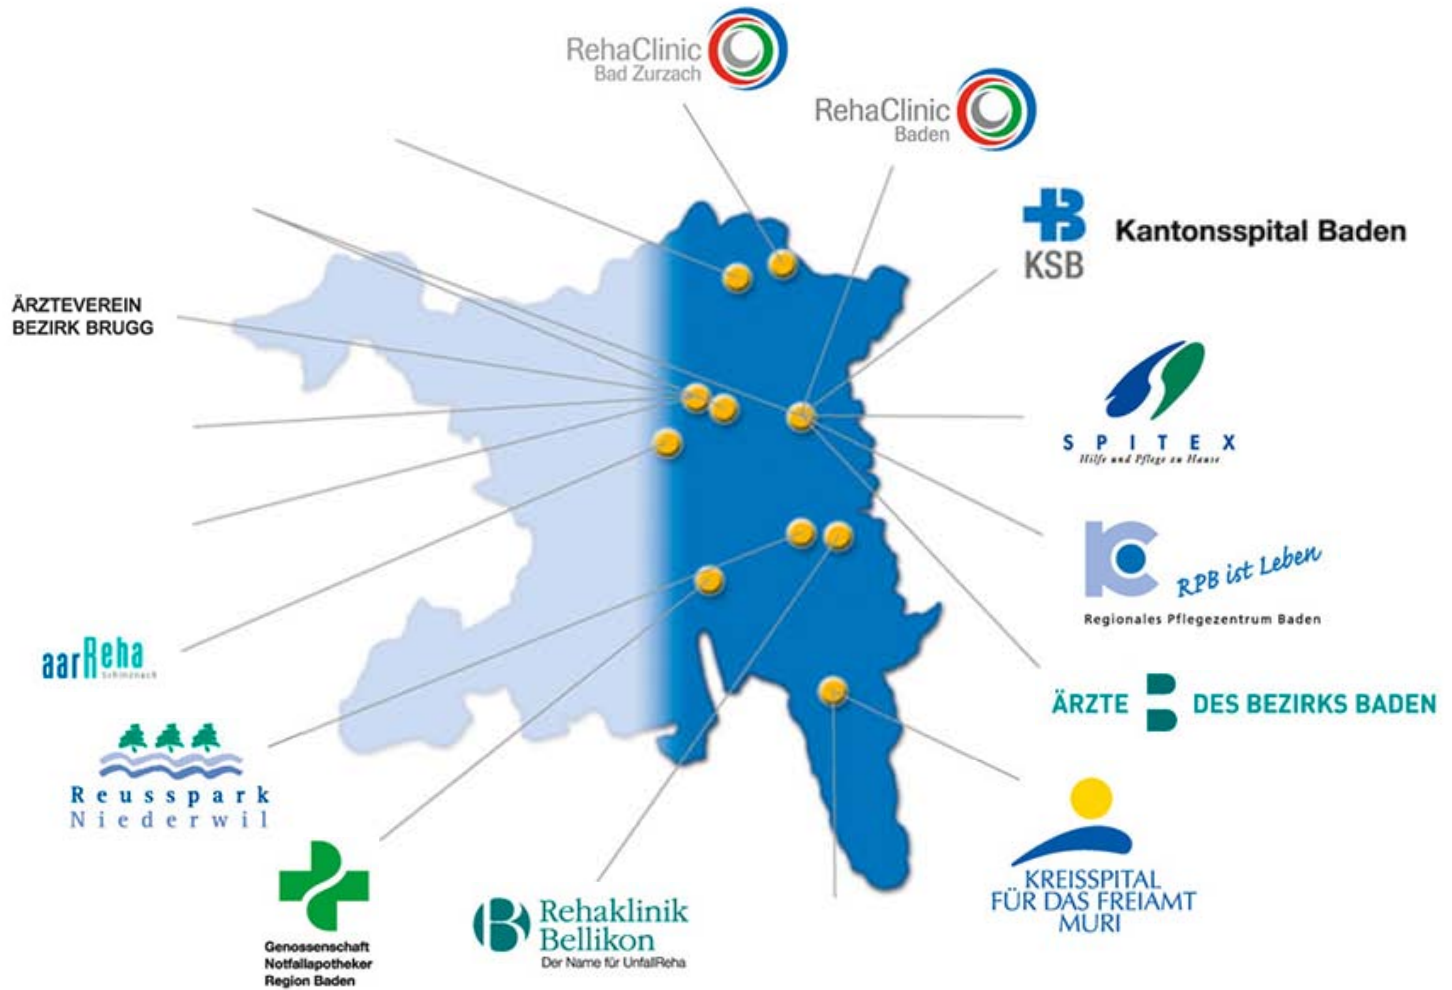 RehaClinic
Bad Zurzach
RehaClinic
Baden
KSB
Kantonsspital Baden
ÄRZTEVEREIN
BEZIRK BRUGG
SPITEX
Hilfe und Pflege zu Hause
RPB ist Leben
Regionales Pflegezentrum Baden
aarReha
Schinznach
ÄRZTE DES BEZIRKS BADEN
Reusspark
Niederwil
KREISSPITAL
FÜR DAS FREIAMT
MURI
Genossenschaft
Notfallapotheker
Region Baden
Rehaklinik
Bellikon
Der Name für UnfallReha